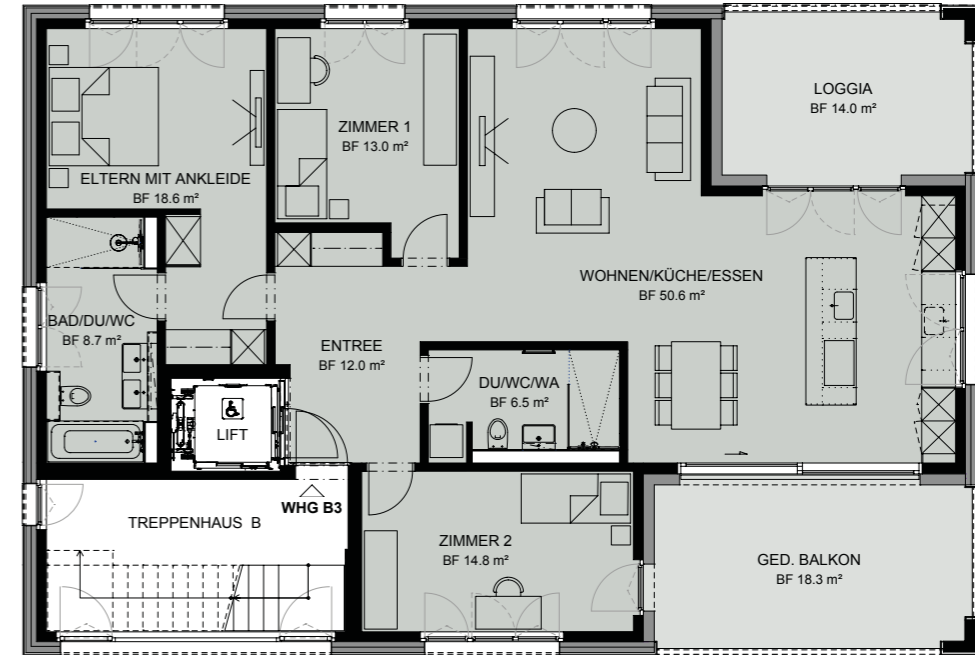 LOGGIA
BF 14.0 m²
ZIMMER 1
BF 13.0 m²
ELTERN MIT ANKLEIDE
BF 18.6 m²
WOHNEN/KÜCHE/ESSEN
BF 50.6 m²
BAD/DU/WC
BF 8.7 m²
ENTREE
BF 12.0 m²
DU/WC/WA
BF 6.5 m²
LIFT
WHG B3
TREPPENHAUS B
ZIMMER 2
BF 14.8 m²
GED. BALKON
BF 18.3 m²